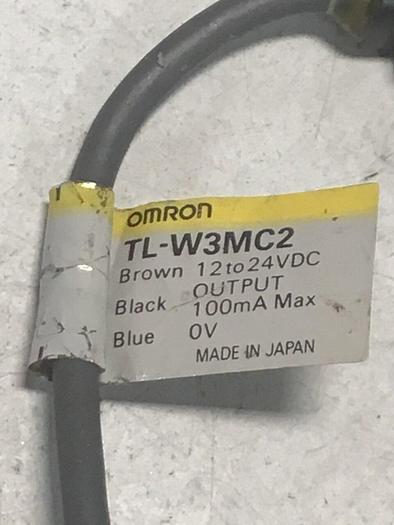 OMRON
TL-W3MC2
Brown 12to24VDC
OUTPUT
Black 100mA Max
Blue 0V
MADE IN JAPAN